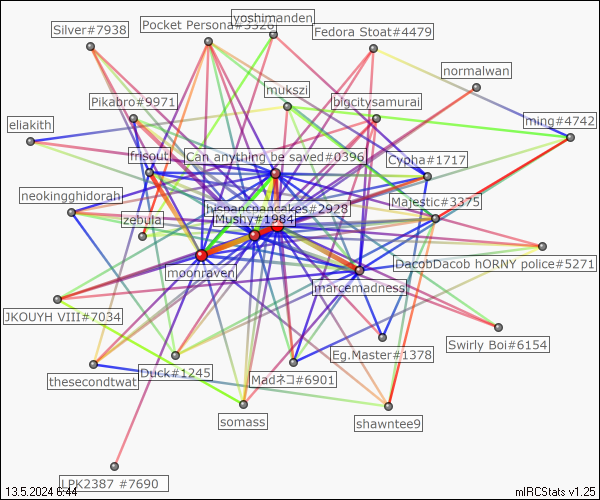 yoshimanden
Silver#7938
Pocket Persona#3328
Fedora Stoat#4479
normalwan
mukszi
Pikabro#9971
bigcitysamurai
eliakith
ming#4742
frisout
Can anything be saved#0396
Cypha#1717
neokingghidorah
hispanchancakes#2928
Majestic#3375
zebula
Mushy#1984
DacobDacob hORNY police#5271
moonraven
marcemadness
JKOUYH VIII#7034
Swirly Boi#6154
Eg.Master#1378
thesecondtwat
Duck#1245
Madネコ#6901
somass
shawntee9
LPK2387 #7690
13.5.2024 6:44
mIRCStats v1.25